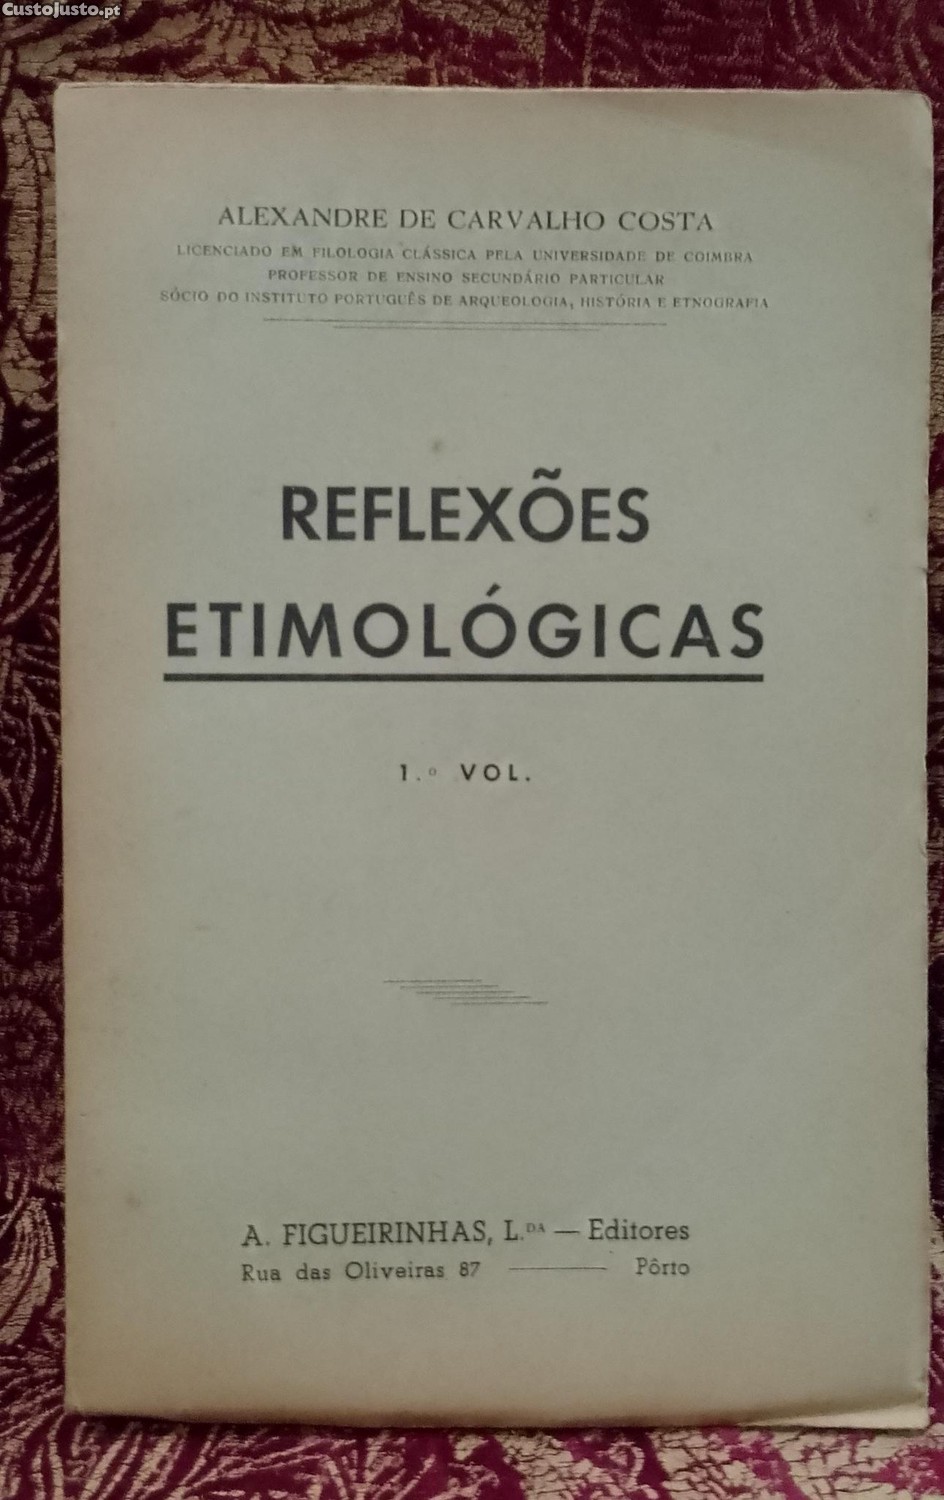 CustoJusto.pt
ALEXANDRE DE CARVALHO COSTA
LICENCIADO EM FILOLOGIA CLÁSSICA PELA UNIVERSIDADE DE COIMBRA
PROFESSOR DE ENSINO SECUNDÁRIO PARTICULAR
SÓCIO DO INSTITUTO PORTUGUÊS DE ARQUEOLOGIA, HISTÓRIA E ETNOGRAFIA
REFLEXÕES
ETIMOLÓGICAS
1.º VOL.
A. FIGUEIRINHAS, L.DA — Editores
Rua das Oliveiras 87 — Pôrto